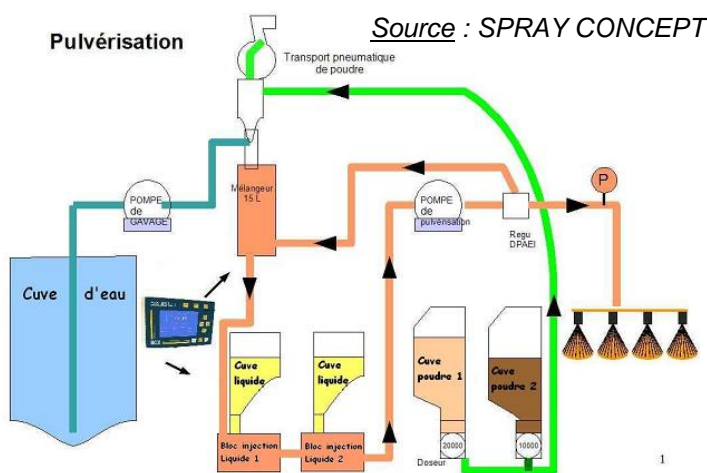 Source : SPRAY CONCEPT
Pulvérisation
Transport pneumatique
de poudre
Mélangeur
15 L
POMPE
de
GAVAGE
POMPE
de
pulvérisation
P
Regu
DPAEI
Cuve d'eau
Cuve
liquide
Cuve
liquide
Cuve
poudre 1
Cuve
poudre 2
Bloc injection
Liquide 1
Bloc injection
Liquide 2
20000
10000
Doseur
1